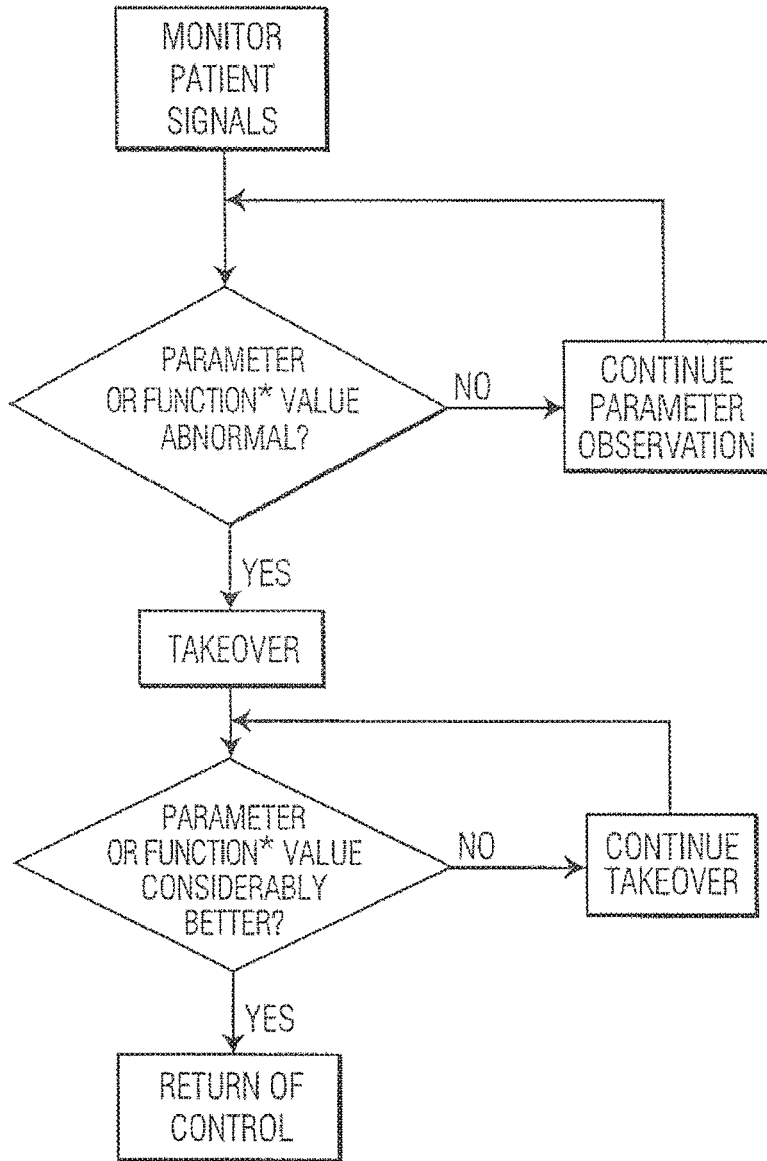 MONITOR
PATIENT
SIGNALS
PARAMETER
OR FUNCTION* VALUE
ABNORMAL?
NO
CONTINUE
PARAMETER
OBSERVATION
YES
TAKEOVER
PARAMETER
OR FUNCTION* VALUE
CONSIDERABLY
BETTER?
NO
CONTINUE
TAKEOVER
YES
RETURN OF
CONTROL